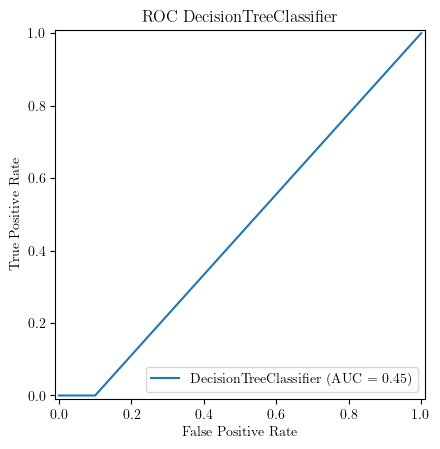 ROC DecisionTreeClassifier
1.0
0.8
0.6
0.4
0.2
0.0
True Positive Rate
DecisionTreeClassifier (AUC = 0.45)
0.0 0.2 0.4 0.6 0.8 1.0
False Positive Rate